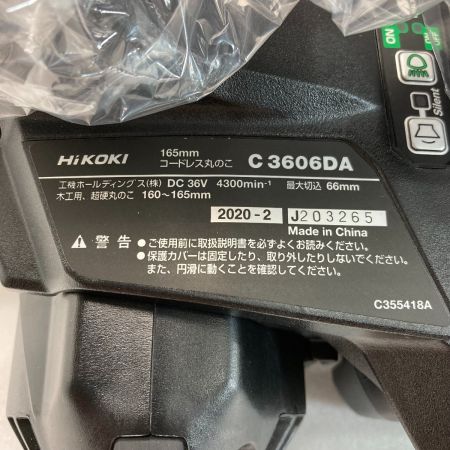 ON
OFF
Silent
HiKOKI 165mm コードレス丸のこ C 3606DA
工機ホールディングス(株) DC 36V 4300min-1 最大切込 66mm
木工用、超硬丸のこ 160~165mm
2020-2 J203265
Made in China
警告 ●ご使用前に取扱説明書を必ずよくお読みください。
●保護カバーは固定したり、取り外したりしないでください。
また、円滑に動くことを確認してください。
C355418A